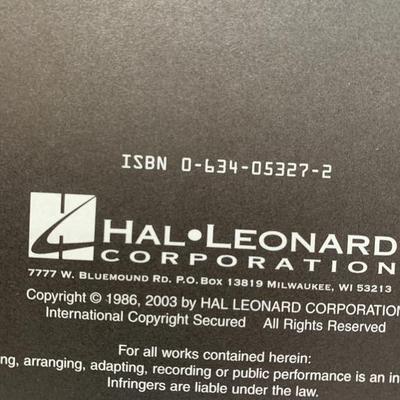 ISBN 0-634-05327-2
HAL•LEONARD
CORPORATION
7777 W. BLUEMOUND RD. P.O. BOX 13819 MILWAUKEE, WI 53213
Copyright © 1986, 2003 by HAL LEONARD CORPORATION
International Copyright Secured All Rights Reserved
For all works contained herein:
arranging, adapting, recording or public performance is an
Infringers are liable under the law.